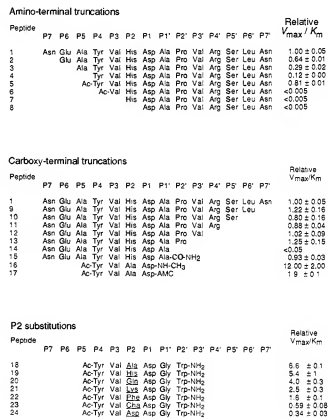 Amino-terminal truncations
Relative
Peptide P7 P6 P5 P4 P3 P2 P1 P1' P2' P3' P4' P5' P6' P7' Vmax / Km
1 Asn Glu Ala Tyr Val His Asp Ala Pro Val Arg Ser Leu Asn 1.00 ± 0.05
2 Glu Ala Tyr Val His Asp Ala Pro Val Arg Ser Leu Asn 0.64 ± 0.01
3 Ala Tyr Val His Asp Ala Pro Val Arg Ser Leu Asn 0.29 ± 0.02
4 Tyr Val His Asp Ala Pro Val Arg Ser Leu Asn 0.12 ± 0.00
5 Ac-Tyr Val His Asp Ala Pro Val Arg Ser Leu Asn 0.81 ± 0.01
6 Ac-Val His Asp Ala Pro Val Arg Ser Leu Asn <0.005
7 His Asp Ala Pro Val Arg Ser Leu Asn <0.005
8 Asp Ala Pro Val Arg Ser Leu Asn <0.005
Carboxy-terminal truncations
Relative
Peptide Vmax/Km
P7 P6 P5 P4 P3 P2 P1 P1' P2' P3' P4' P5' P6' P7'
1 Asn Glu Ala Tyr Val His Asp Ala Pro Val Arg Ser Leu Asn 1.00 ± 0.05
9 Asn Glu Ala Tyr Val His Asp Ala Pro Val Arg Ser Leu 1.22 ± 0.16
10 Asn Glu Ala Tyr Val His Asp Ala Pro Val Arg Ser 0.80 ± 0.16
11 Asn Glu Ala Tyr Val His Asp Ala Pro Val Arg 0.88 ± 0.04
12 Asn Glu Ala Tyr Val His Asp Ala Pro Val 1.02 ± 0.09
13 Asn Glu Ala Tyr Val His Asp Ala Pro 1.25 ± 0.15
14 Asn Glu Ala Tyr Val His Asp Ala <0.05
15 Asn Glu Ala Tyr Val His Asp Ala-CO-NH2 0.93 ± 0.03
16 Ac-Tyr Val Ala Asp-NH-CH3 12.00 ± 2.00
17 Ac-Tyr Val Ala Asp-AMC 1.9 ± 0.1
P2 substitutions
Relative
Peptide Vmax/Km
P7 P6 P5 P4 P3 P2 P1 P1' P2' P3' P4' P5' P6' P7'
18 Ac-Tyr Val Ala Asp Gly Trp-NH2 6.6 ± 0.1
19 Ac-Tyr Val His Asp Gly Trp-NH2 5.4 ± 1
20 Ac-Tyr Val Gln Asp Gly Trp-NH2 4.0 ± 0.3
21 Ac-Tyr Val Lys Asp Gly Trp-NH2 2.5 ± 0.3
22 Ac-Tyr Val Phe Asp Gly Trp-NH2 1.6 ± 0.1
23 Ac-Tyr Val Cha Asp Gly Trp-NH2 0.59 ± 0.08
24 Ac-Tyr Val Asp Asp Gly Trp-NH2 0.34 ± 0.03